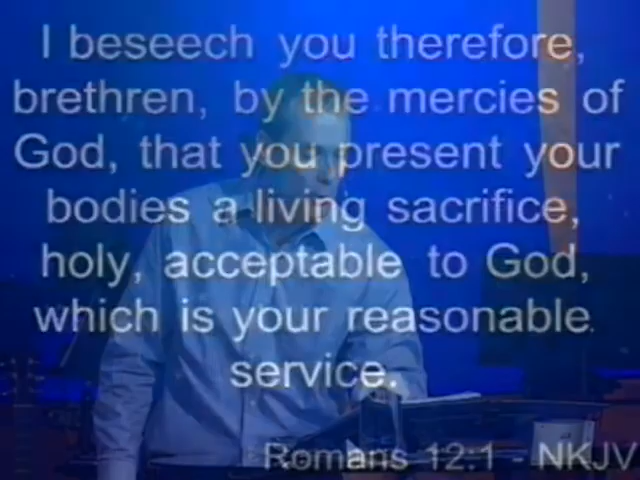 I beseech you therefore,
brethren, by the mercies of
God, that you present your
bodies a living sacrifice,
holy, acceptable to God,
which is your reasonable
service.
Romans 12:1 - NKJV